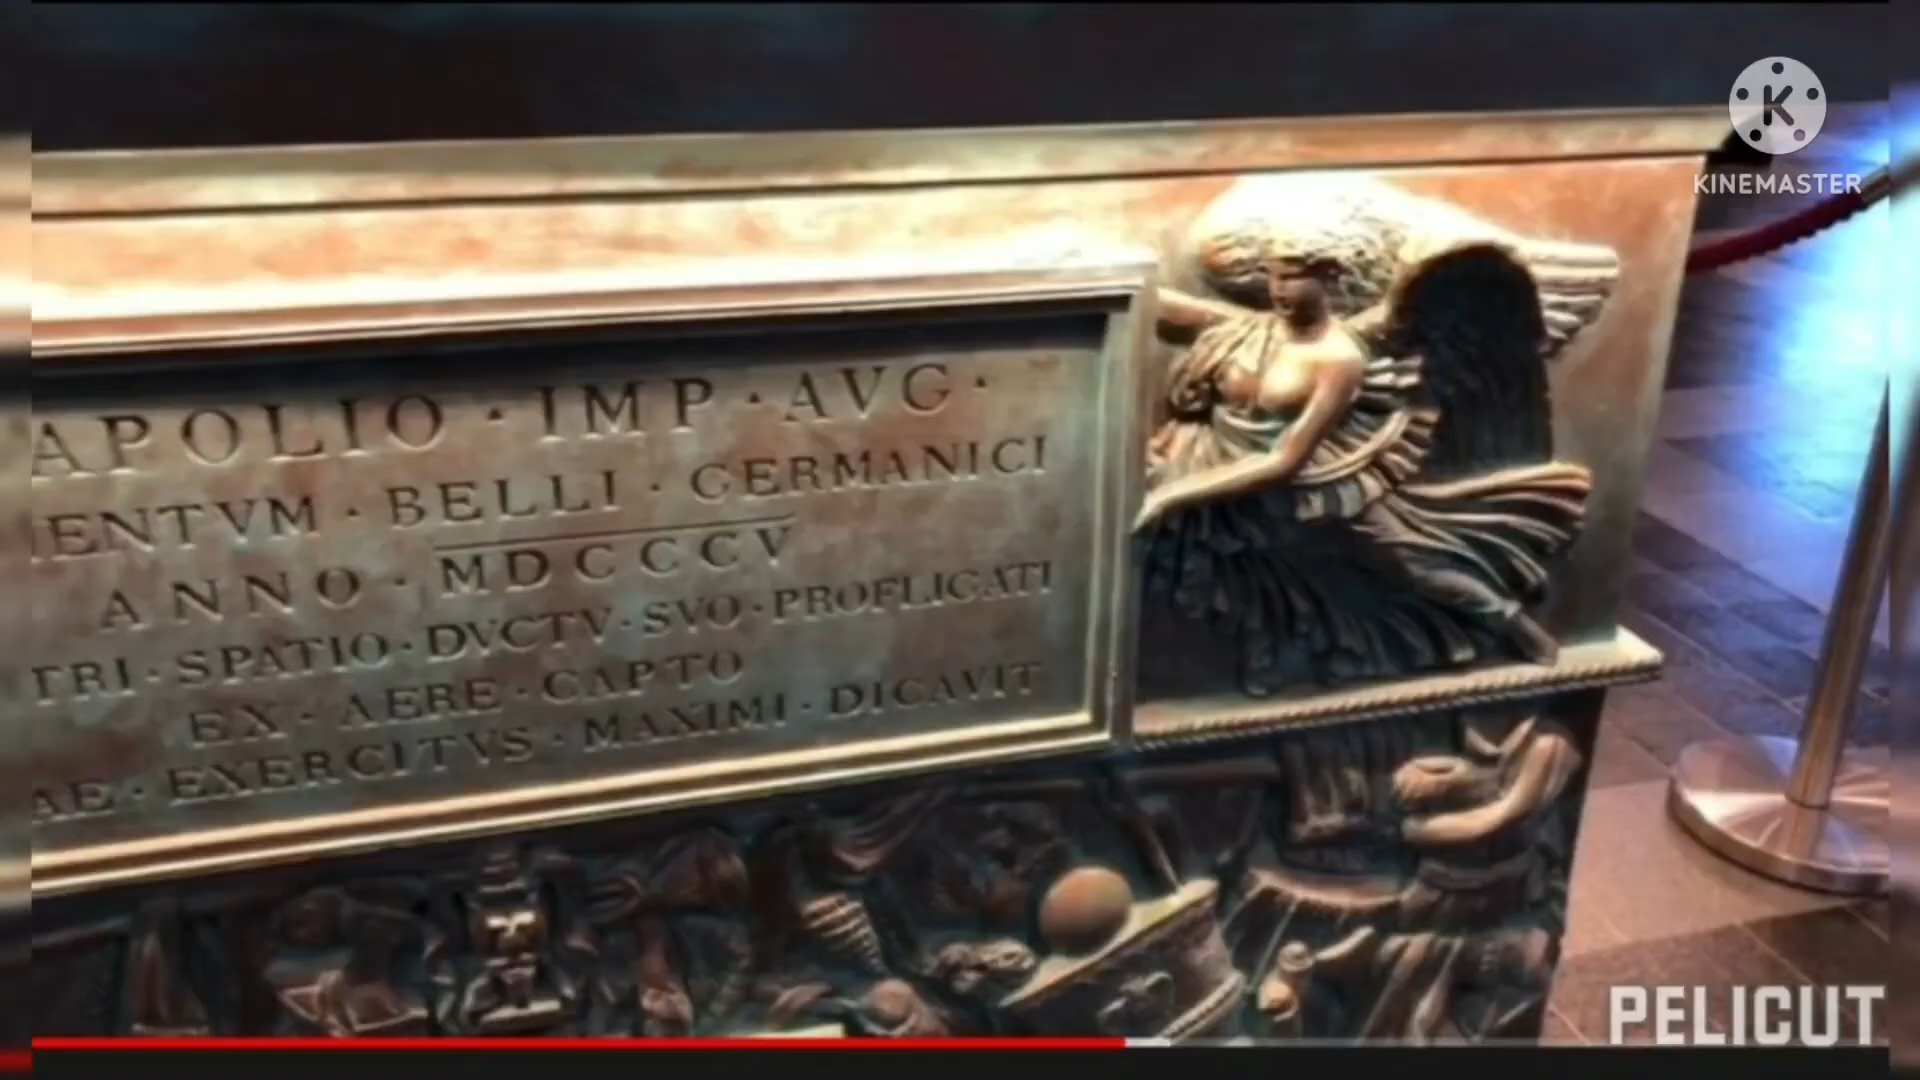 APOLIO · IMP · AVG ·
ENTVM · BELLI · GERMANICI
ANNO · MDCCCV
TRI · SPATIO · DVCTV · SVO · PROFLIGATI
EX · AERE · CAPTO
AE · EXERCITVS · MAXIMI · DICAVIT
KINEMASTER
PELICUT